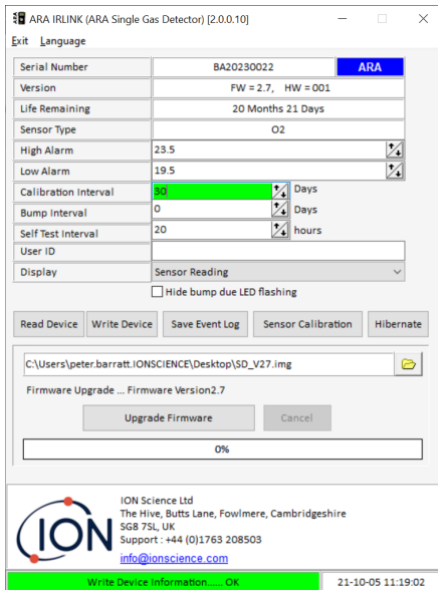 ARA IRLINK (ARA Single Gas Detector) [2.0.0.10]
Exit Language
Serial Number BA20230022 ARA
Version FW = 2.7, HW = 001
Life Remaining 20 Months 21 Days
Sensor Type O2
High Alarm 23.5
Low Alarm 19.5
Calibration Interval 30 Days
Bump Interval 0 Days
Self Test Interval 20 hours
User ID
Display Sensor Reading
Hide bump due LED flashing
Read Device Write Device Save Event Log Sensor Calibration Hibernate
C:\Users\peter.barratt.IONSCIENCE\Desktop\SD_V27.img
Firmware Upgrade ... Firmware Version2.7
Upgrade Firmware Cancel
0%
ION
ION Science Ltd
The Hive, Butts Lane, Fowlmere, Cambridgeshire
SG8 7SL, UK
Support : +44 (0)1763 208503
info@ionscience.com
Write Device Information...... OK 21-10-05 11:19:02